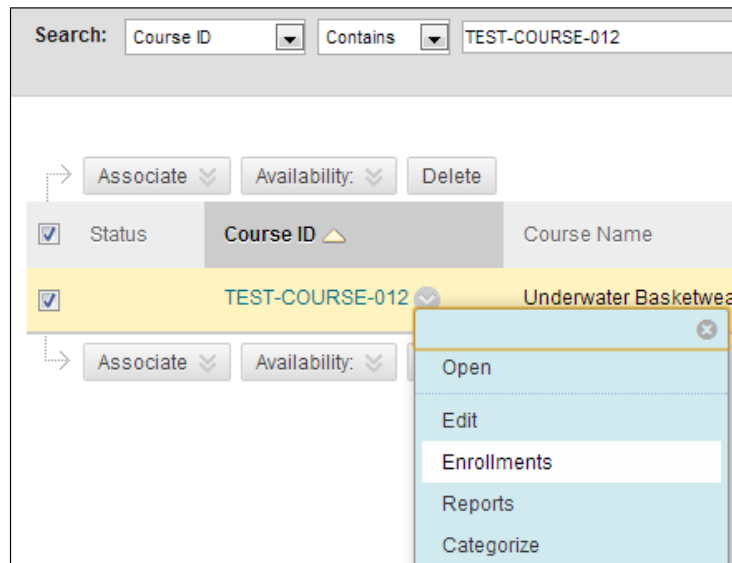 Search: Course ID Contains TEST-COURSE-012
Associate Availability: Delete
Status Course ID Course Name
TEST-COURSE-012 Underwater Basketwea
Associate Availability:
Open
Edit
Enrollments
Reports
Categorize